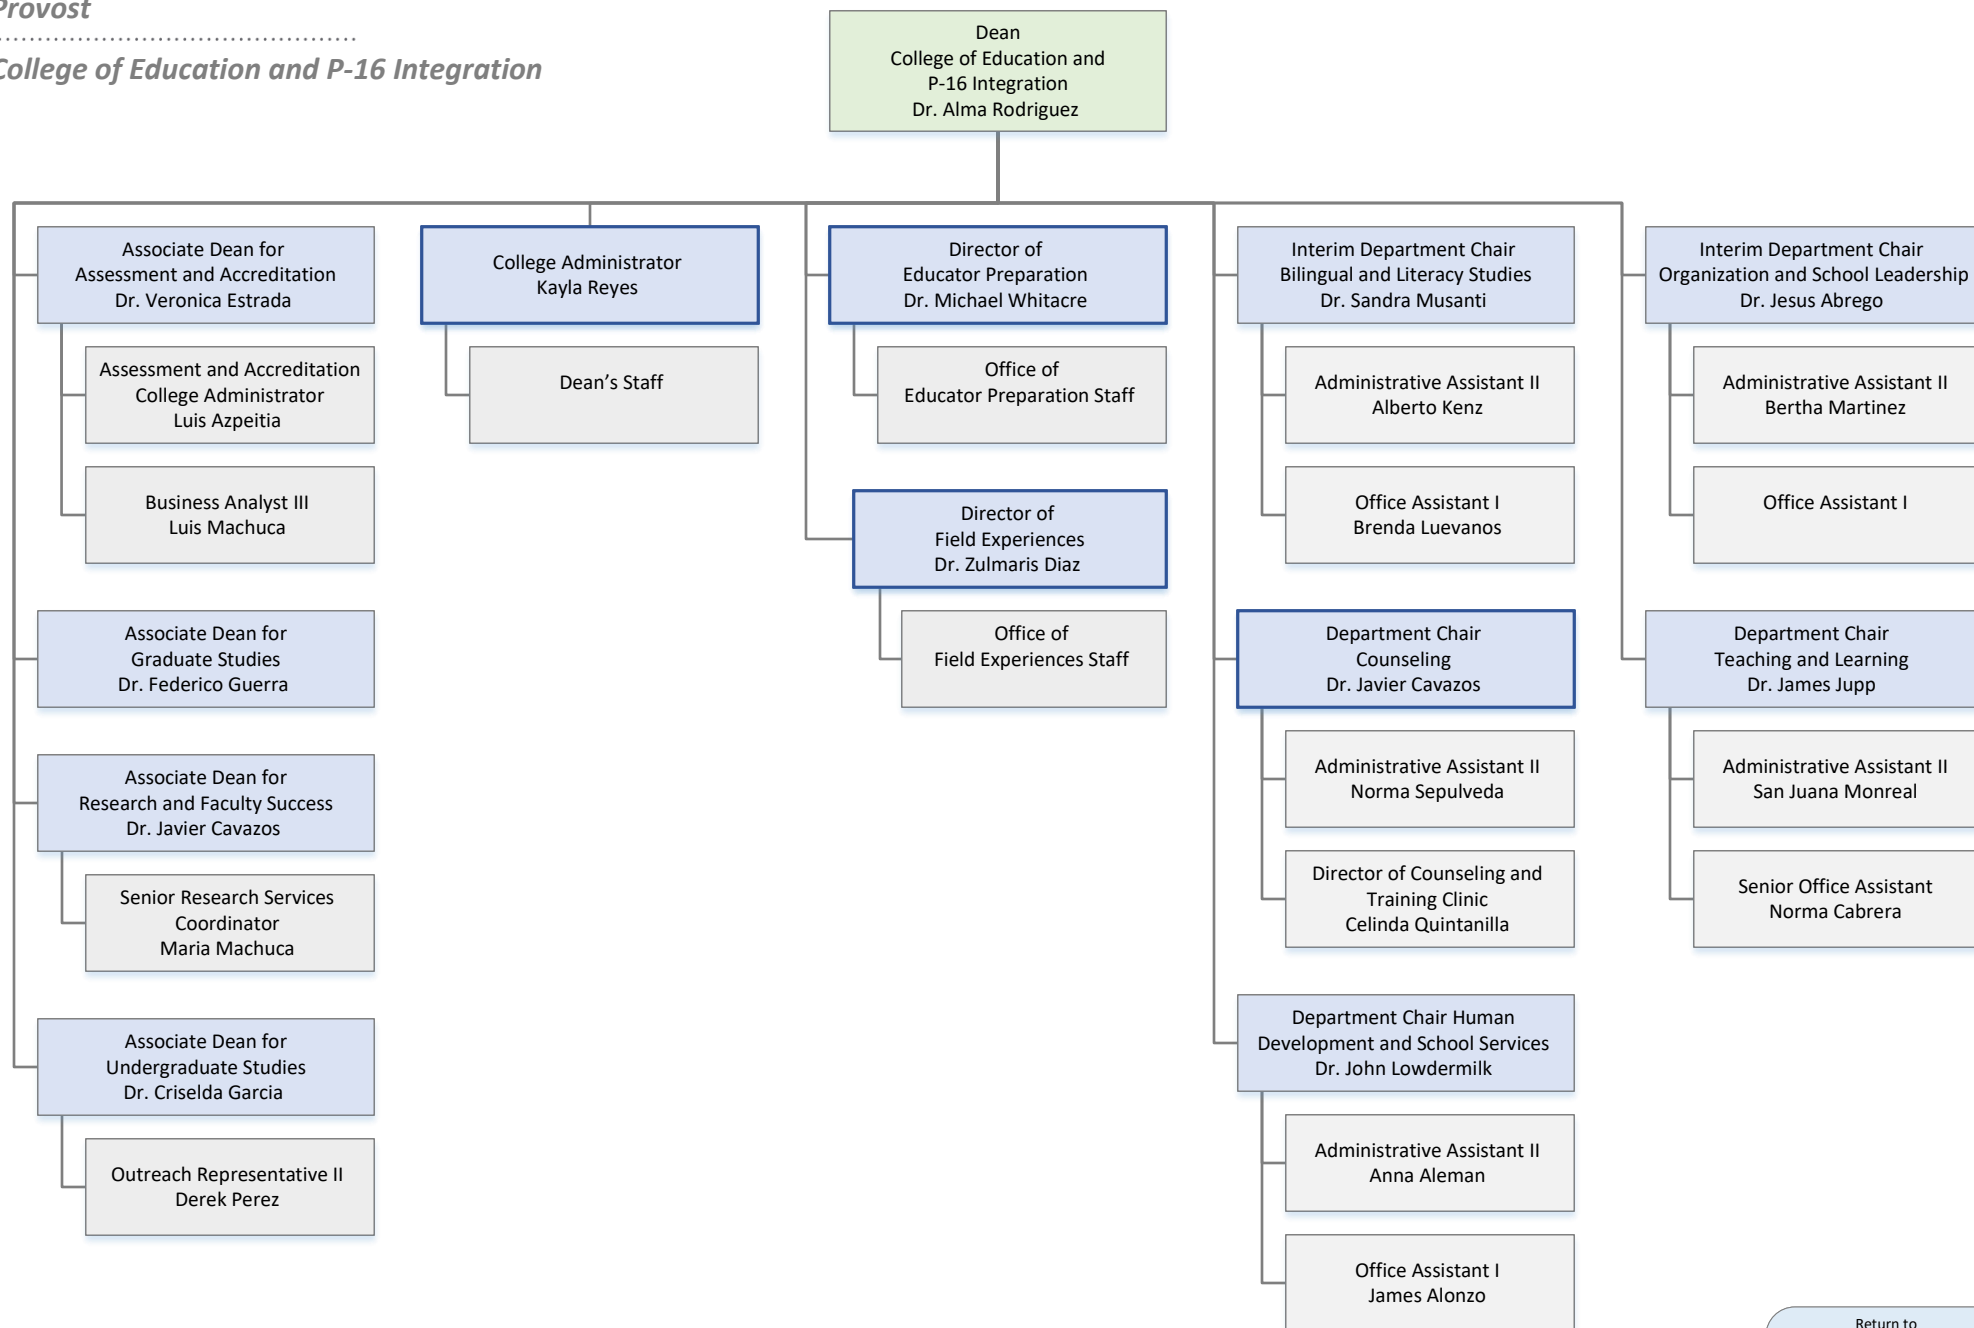 Provost
College of Education and P-16 Integration
Dean
College of Education and
P-16 Integration
Dr. Alma Rodriguez
Associate Dean for
Assessment and Accreditation
Dr. Veronica Estrada
Assessment and Accreditation
College Administrator
Luis Azpeitia
Business Analyst III
Luis Machuca
Associate Dean for
Graduate Studies
Dr. Federico Guerra
Associate Dean for
Research and Faculty Success
Dr. Javier Cavazos
Senior Research Services
Coordinator
Maria Machuca
Associate Dean for
Undergraduate Studies
Dr. Criselda Garcia
Outreach Representative II
Derek Perez
College Administrator
Kayla Reyes
Dean’s Staff
Director of
Educator Preparation
Dr. Michael Whitacre
Office of
Educator Preparation Staff
Director of
Field Experiences
Dr. Zulmaris Diaz
Office of
Field Experiences Staff
Interim Department Chair
Bilingual and Literacy Studies
Dr. Sandra Musanti
Administrative Assistant II
Alberto Kenz
Office Assistant I
Brenda Luevanos
Department Chair
Counseling
Dr. Javier Cavazos
Administrative Assistant II
Norma Sepulveda
Director of Counseling and
Training Clinic
Celinda Quintanilla
Department Chair Human
Development and School Services
Dr. John Lowdermilk
Administrative Assistant II
Anna Aleman
Office Assistant I
James Alonzo
Interim Department Chair
Organization and School Leadership
Dr. Jesus Abrego
Administrative Assistant II
Bertha Martinez
Office Assistant I
Department Chair
Teaching and Learning
Dr. James Jupp
Administrative Assistant II
San Juana Monreal
Senior Office Assistant
Norma Cabrera
Return to